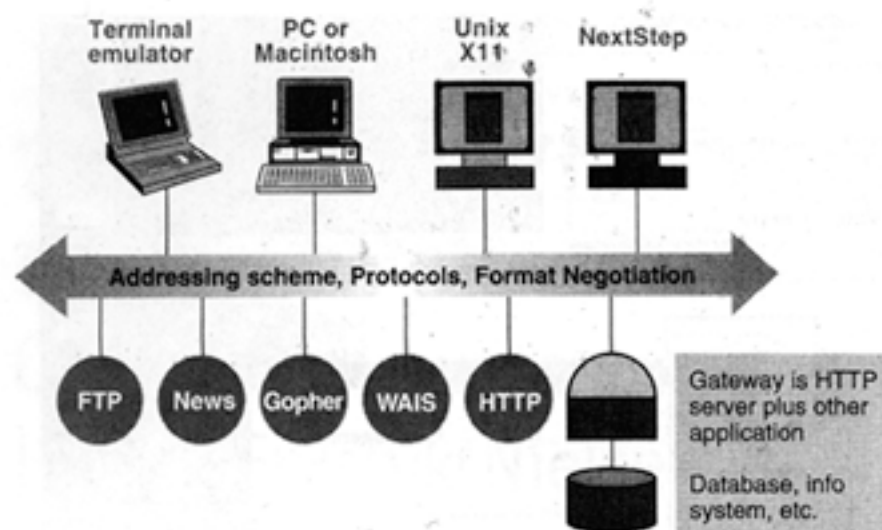 Terminal
emulator
PC or
Macintosh
Unix
X11
NextStep
Addressing scheme, Protocols, Format Negotiation
FTP
News
Gopher
WAIS
HTTP
Gateway is HTTP
server plus other
application
Database, info
system, etc.